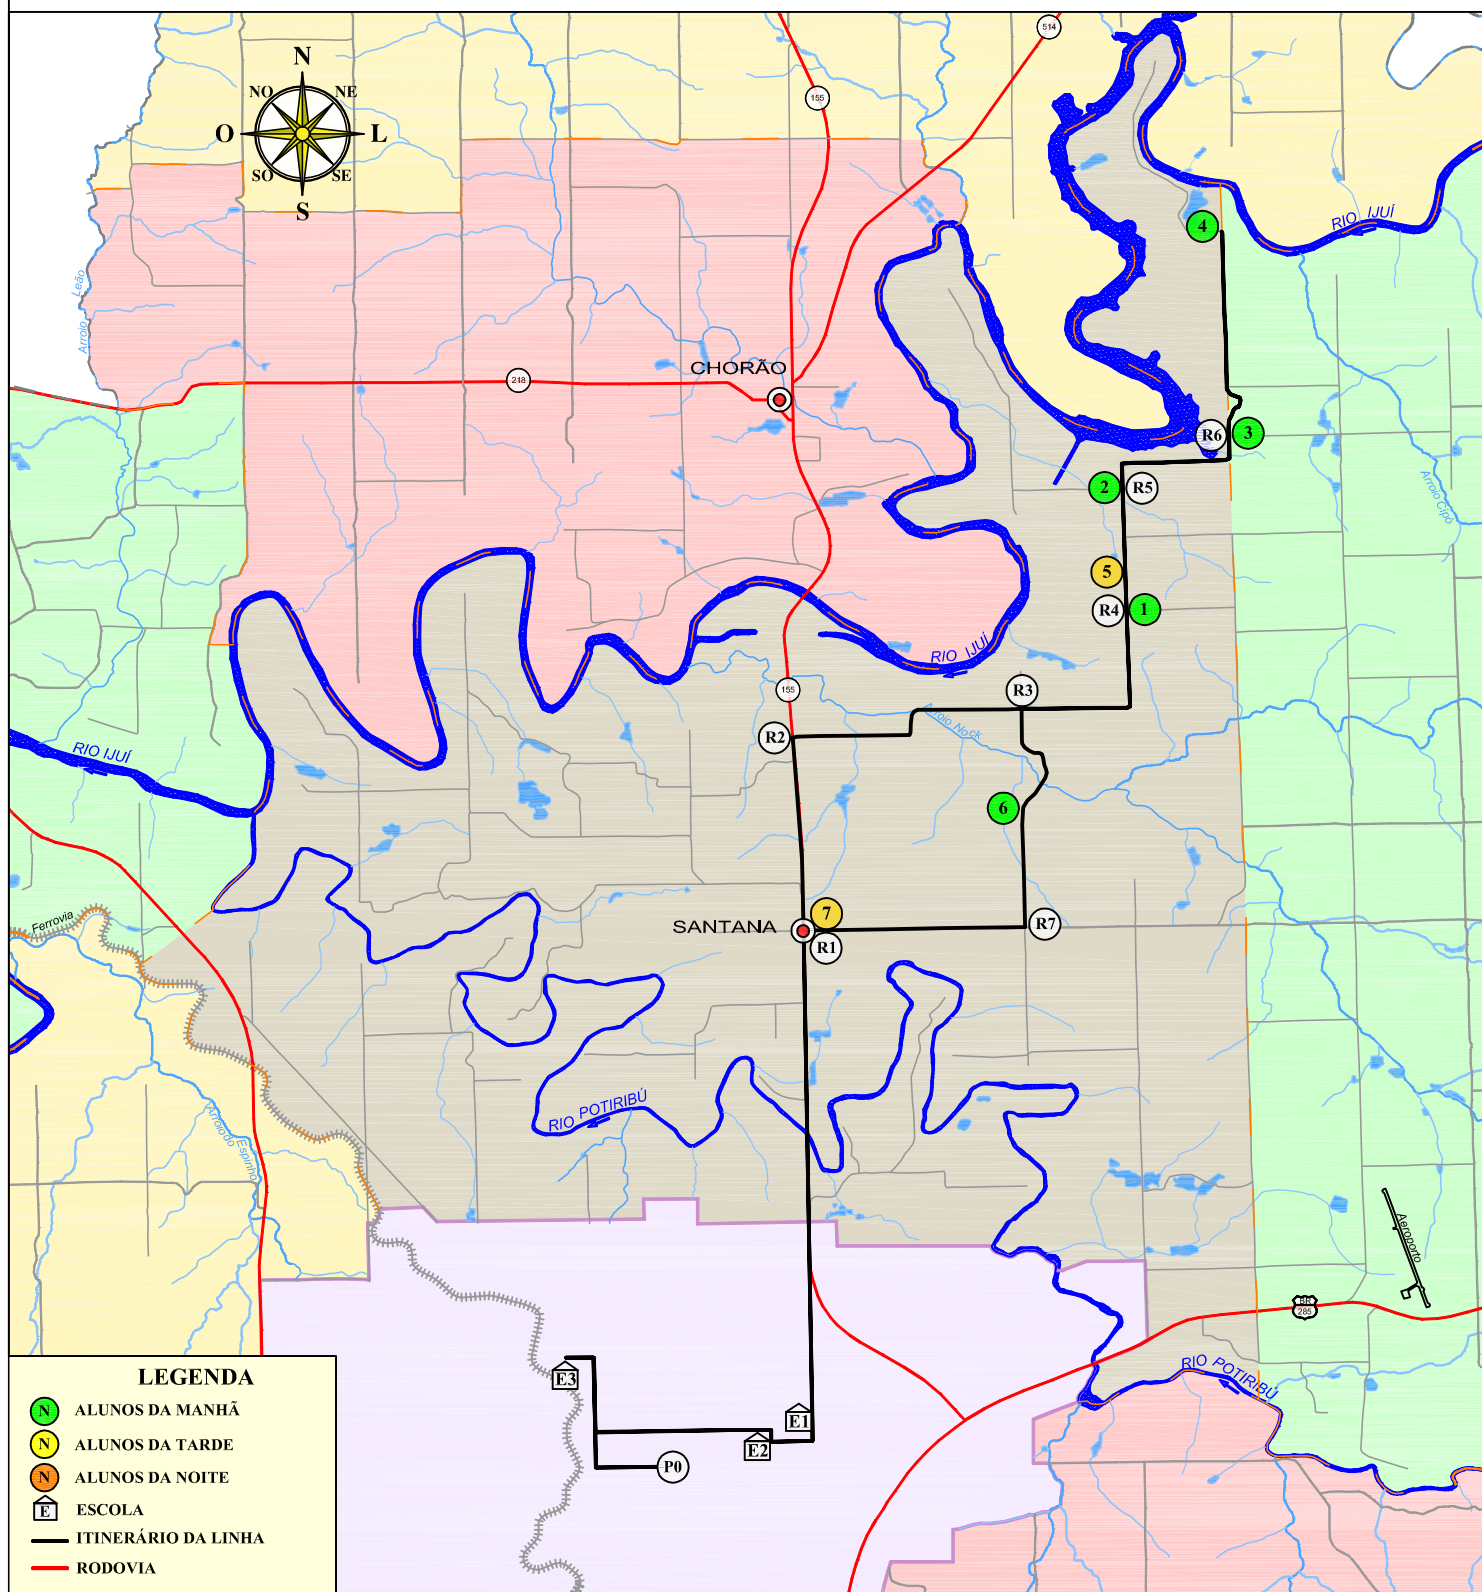 514
N
NO
NE
155
O
L
SO
SE
S
4
RIO IJUÍ
Arroio Leão
CHORÃO
218
R6
3
2
R5
Arroio Cipó
5
R4
1
RIO IJUÍ
R3
155
Arroio Nock
R2
RIO IJUÍ
6
7
Ferrovia
SANTANA
R1
R7
RIO POTIRIBÚ
Arroio do Espinho
Aeroporto
BR
285
RIO POTIRIBÚ
E3
E1
E2
P0
LEGENDA
N ALUNOS DA MANHÃ
N ALUNOS DA TARDE
N ALUNOS DA NOITE
E ESCOLA
ITINERÁRIO DA LINHA
RODOVIA